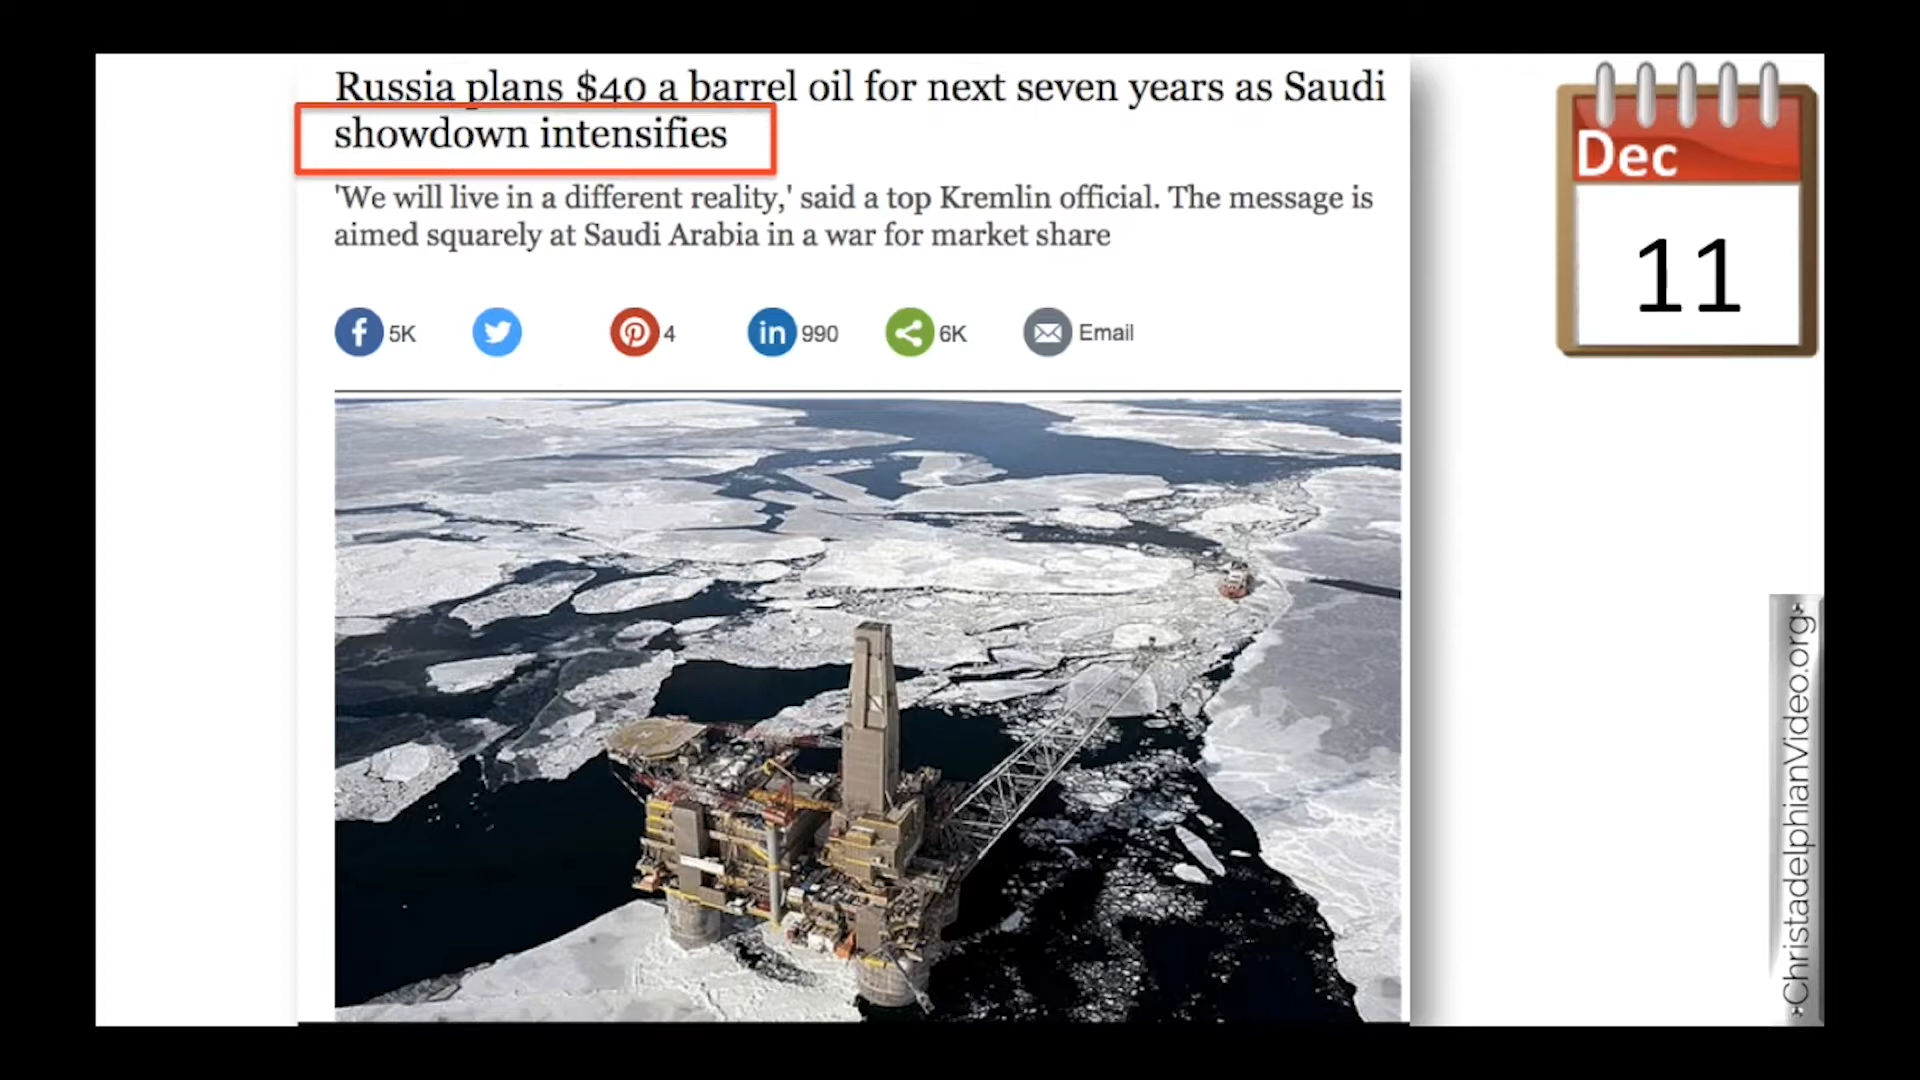 Russia plans $40 a barrel oil for next seven years as Saudi
showdown intensifies
'We will live in a different reality,' said a top Kremlin official. The message is
aimed squarely at Saudi Arabia in a war for market share
f 5K
4
in 990
6K
Email
Dec
11
•ChristadelphianVideo.org•